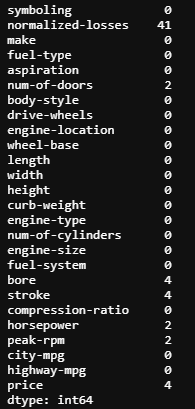 symboling 0
normalized-losses 41
make 0
fuel-type 0
aspiration 0
num-of-doors 2
body-style 0
drive-wheels 0
engine-location 0
wheel-base 0
length 0
width 0
height 0
curb-weight 0
engine-type 0
num-of-cylinders 0
engine-size 0
fuel-system 0
bore 4
stroke 4
compression-ratio 0
horsepower 2
peak-rpm 2
city-mpg 0
highway-mpg 0
price 4
dtype: int64